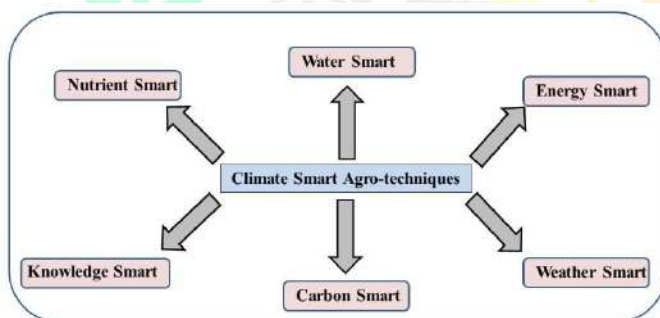 Water Smart
Nutrient Smart
Energy Smart
Climate Smart Agro-techniques
Knowledge Smart
Weather Smart
Carbon Smart